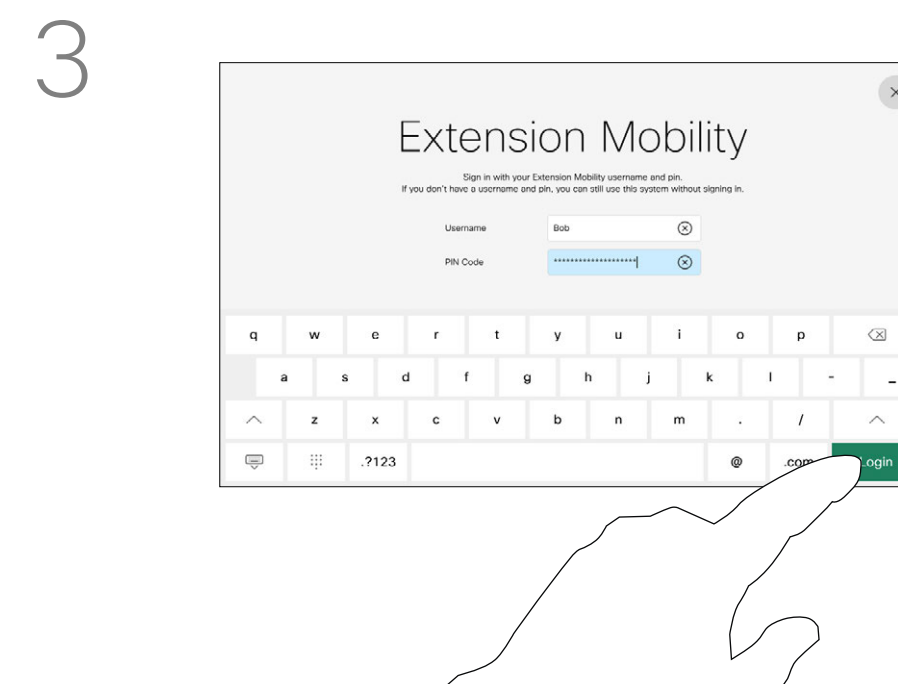 3
Extension Mobility
Sign in with your Extension Mobility username and pin.
If you don't have a username and pin, you can still use this system without signing in.
Username Bob
PIN Code ********************
q w e r t y u i o p
a s d f g h j k l - _
z x c v b n m . /
.?123 @ .com Login